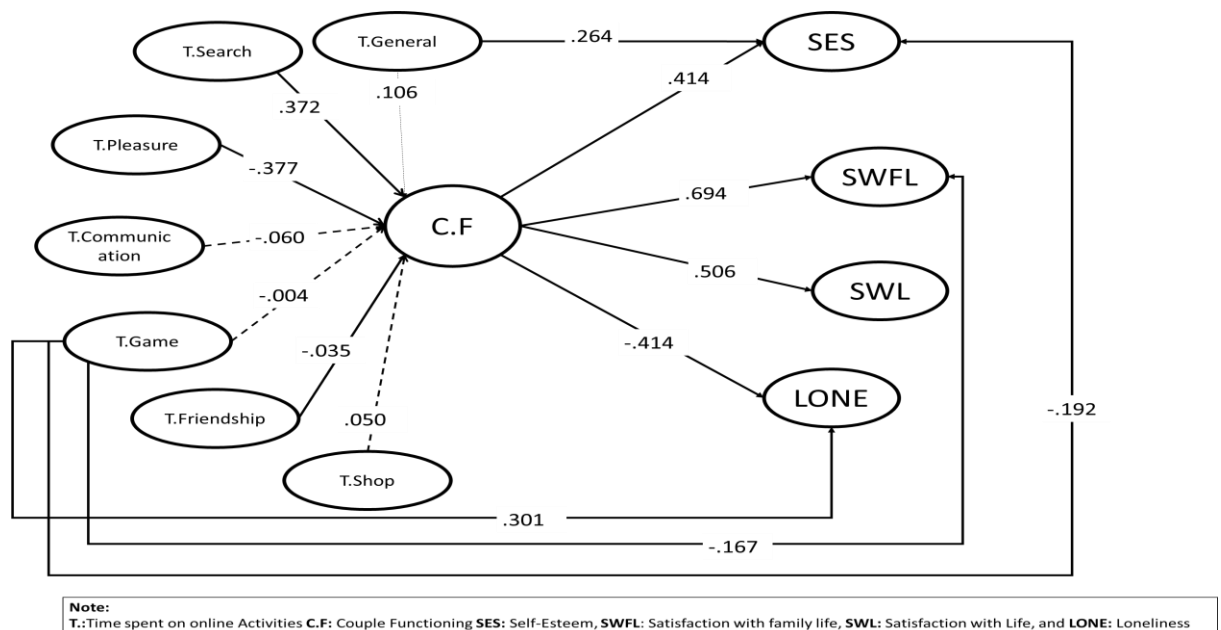 T.General
.264
SES
T.Search
.414
.106
.372
T.Pleasure
-.377
SWFL
.694
C.F
T.Communic
ation
-.060
.506
SWL
-.004
T.Game
-.035
-.414
LONE
-.192
T.Friendship
.050
T.Shop
.301
-.167
Note:
T.:Time spent on online Activities C.F: Couple Functioning SES: Self-Esteem, SWFL: Satisfaction with family life, SWL: Satisfaction with Life, and LONE: Loneliness